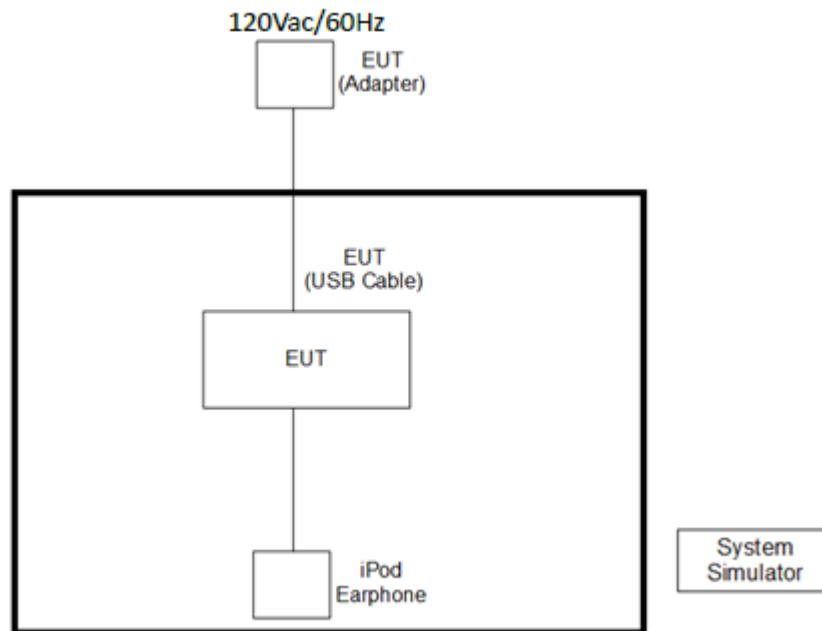 120Vac/60Hz
EUT
(Adapter)
EUT
(USB Cable)
EUT
iPod
Earphone
System
Simulator